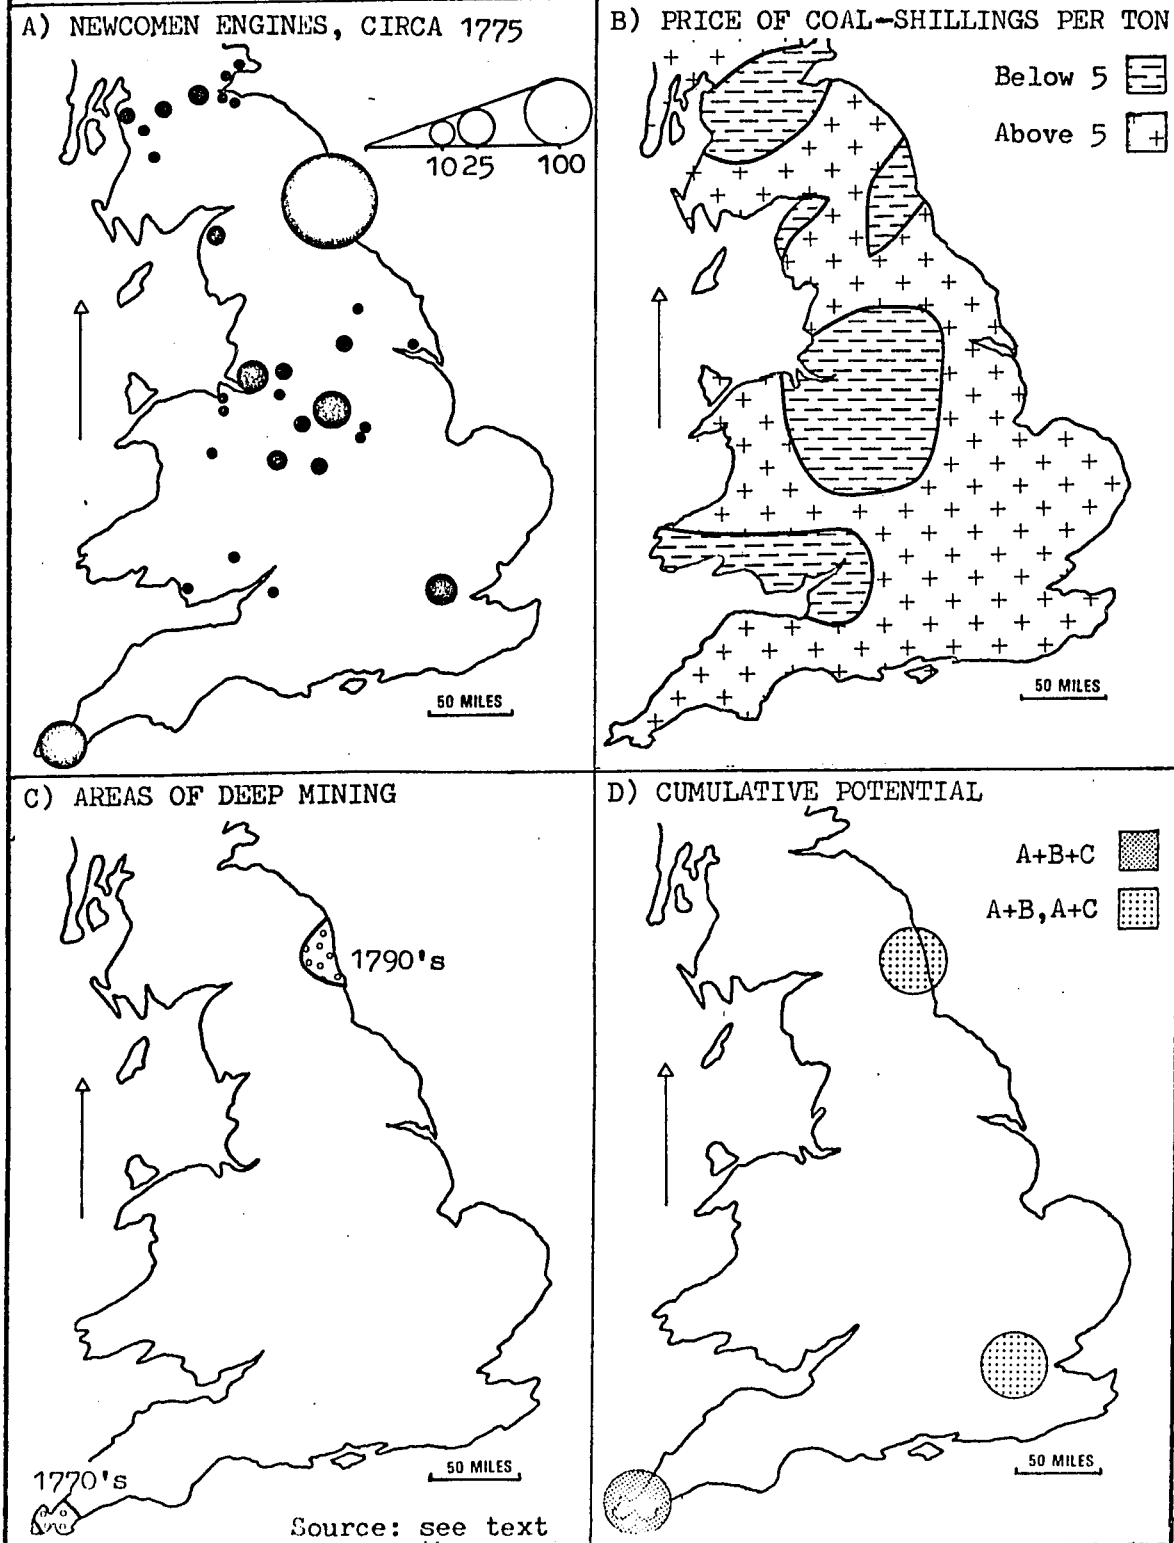 A) NEWCOMEN ENGINES, CIRCA 1775
10 25 100
50 MILES
B) PRICE OF COAL-SHILLINGS PER TON
Below 5
Above 5
50 MILES
C) AREAS OF DEEP MINING
1790's
1770's
50 MILES
Source: see text
D) CUMULATIVE POTENTIAL
A+B+C
A+B,A+C
50 MILES